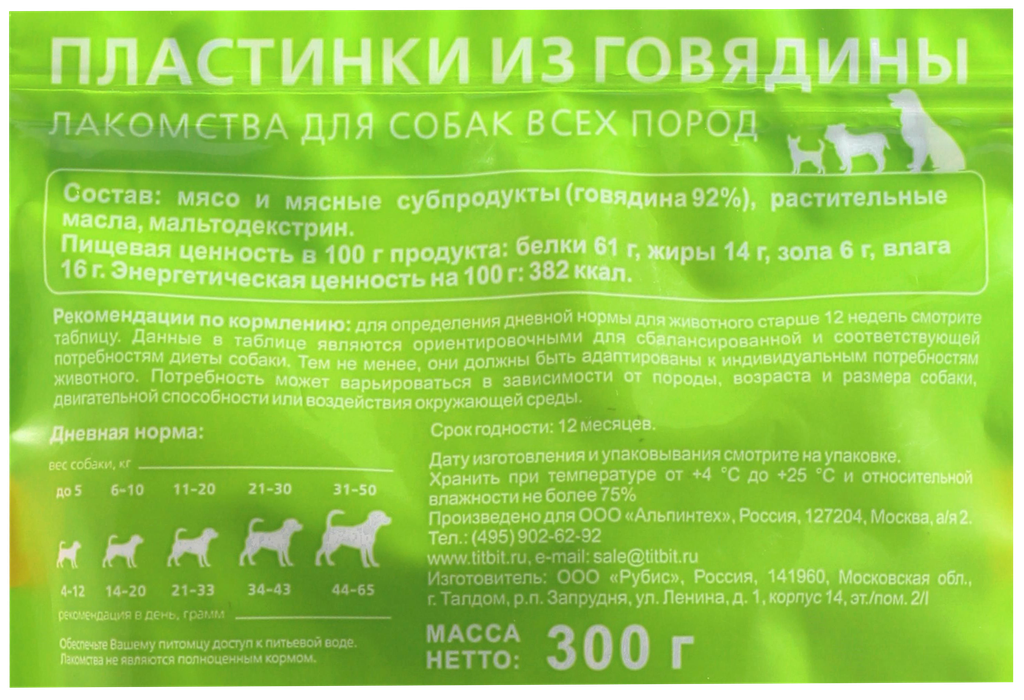 ПЛАСТИНКИ ИЗ ГОВЯДИНЫ
ЛАКОМСТВА ДЛЯ СОБАК ВСЕХ ПОРОД
Состав: мясо и мясные субпродукты (говядина 92%), растительные
масла, мальтодекстрин.
Пищевая ценность в 100 г продукта: белки 61 г, жиры 14 г, зола 6 г, влага
16 г. Энергетическая ценность на 100 г: 382 ккал.
Рекомендации по кормлению: для определения дневной нормы для животного старше 12 недель смотрите
таблицу. Данные в таблице являются ориентировочными для сбалансированной и соответствующей
потребностям диеты собаки. Тем не менее, они должны быть адаптированы к индивидуальным потребностям
животного. Потребность может варьироваться в зависимости от породы, возраста и размера собаки,
двигательной способности или воздействия окружающей среды.
Дневная норма:
вес собаки, кг
до 5 6–10 11–20 21–30 31–50
4-12 14–20 21–33 34–43 44–65
рекомендация в день, грамм
Обеспечьте Вашему питомцу доступ к питьевой воде.
Лакомства не являются полноценным кормом.
Срок годности: 12 месяцев.
Дату изготовления и упаковывания смотрите на упаковке.
Хранить при температуре от +4 °С до +25 °С и относительной
влажности не более 75%
Произведено для ООО «Альпинтех», Россия, 127204, Москва, а/я 2.
Тел.: (495) 902-62-92
www.titbit.ru, e-mail: sale@titbit.ru
Изготовитель: ООО «Рубис», Россия, 141960, Московская обл.,
г. Талдом, р.п. Запрудня, ул. Ленина, д. 1, корпус 14, эт./пом. 2/I
МАССА
НЕТТО: 300 г